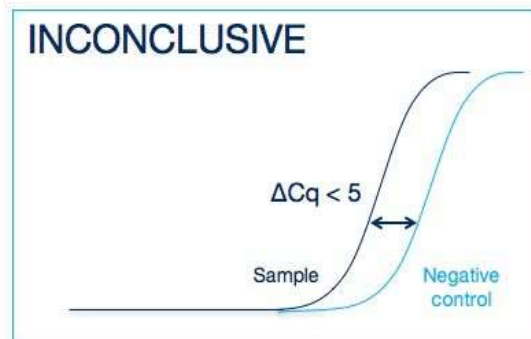 INCONCLUSIVE
ΔCq < 5
Sample
Negative
control